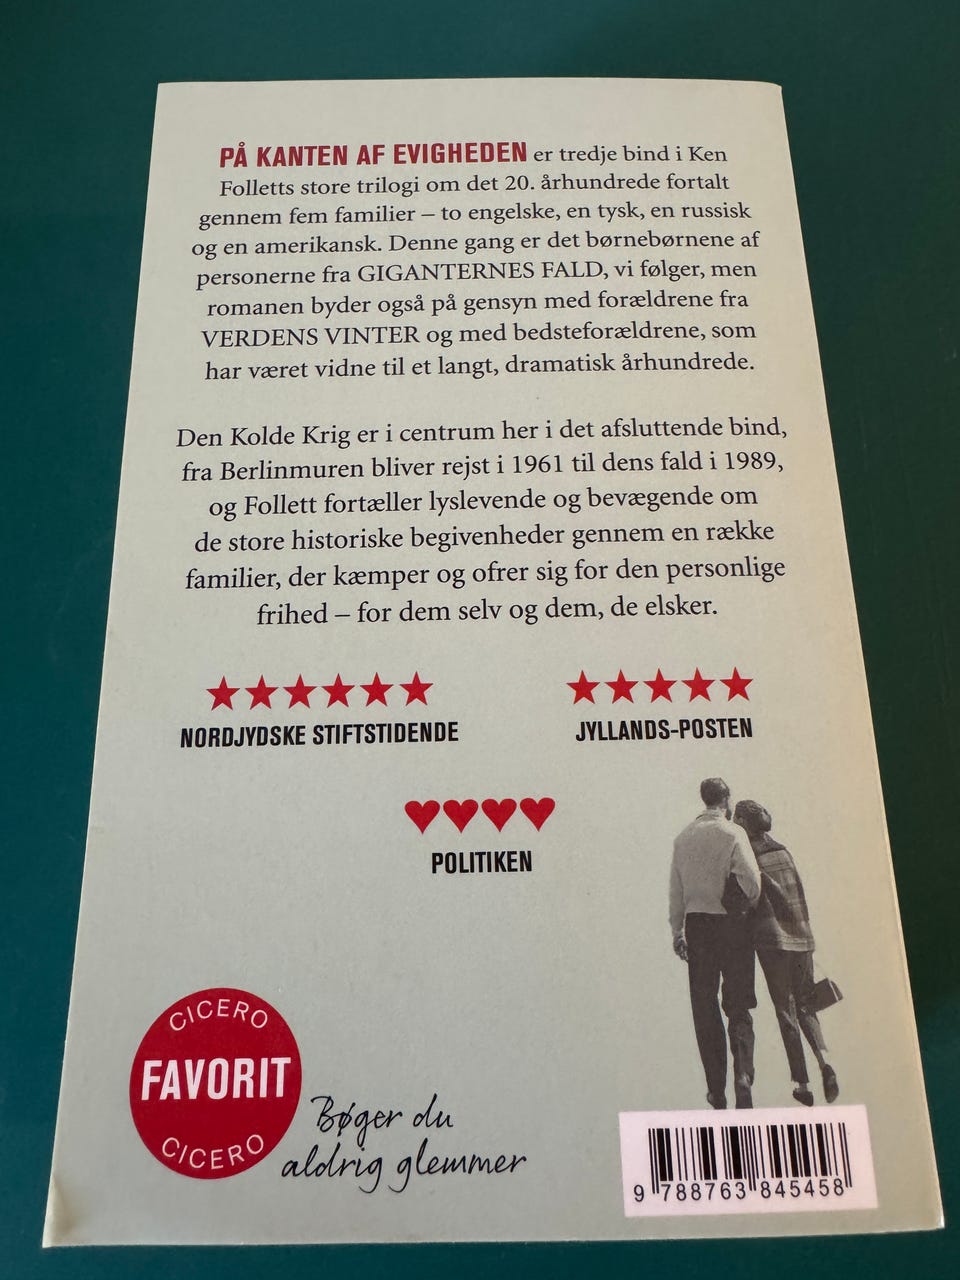 PÅ KANTEN AF EVIGHEDEN er tredje bind i Ken
Folletts store trilogi om det 20. århundrede fortalt
gennem fem familier – to engelske, en tysk, en russisk
og en amerikansk. Denne gang er det børnebørnene af
personerne fra GIGANTERNES FALD, vi følger, men
romanen byder også på gensyn med forældrene fra
VERDENS VINTER og med bedsteforældrene, som
har været vidne til et langt, dramatisk århundrede.
Den Kolde Krig er i centrum her i det afsluttende bind,
fra Berlinmuren bliver rejst i 1961 til dens fald i 1989,
og Follett fortæller lyslevende og bevægende om
de store historiske begivenheder gennem en række
familier, der kæmper og ofrer sig for den personlige
frihed – for dem selv og dem, de elsker.
NORDJYDSKE STIFTSTIDENDE
JYLLANDS-POSTEN
POLITIKEN
CICERO
FAVORIT
CICERO
Bøger du
aldrig glemmer
9 788763 845458